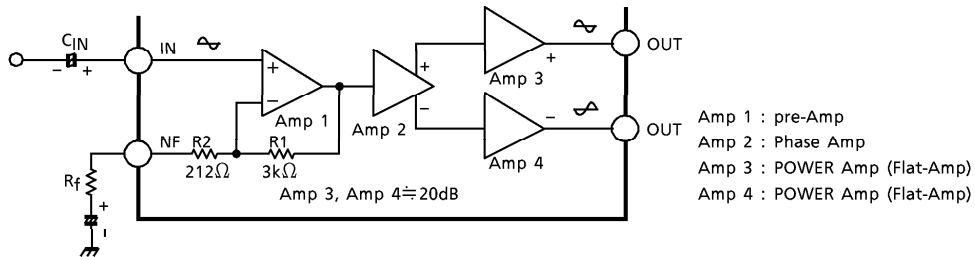 C_IN
− +
IN
+
−
Amp 1
Amp 2
+
−
Amp 3
+
OUT
Amp 4
−
OUT
NF
R2
212Ω
R1
3kΩ
Rf
+
Amp 3, Amp 4≒20dB
Amp 1 : pre-Amp
Amp 2 : Phase Amp
Amp 3 : POWER Amp (Flat-Amp)
Amp 4 : POWER Amp (Flat-Amp)